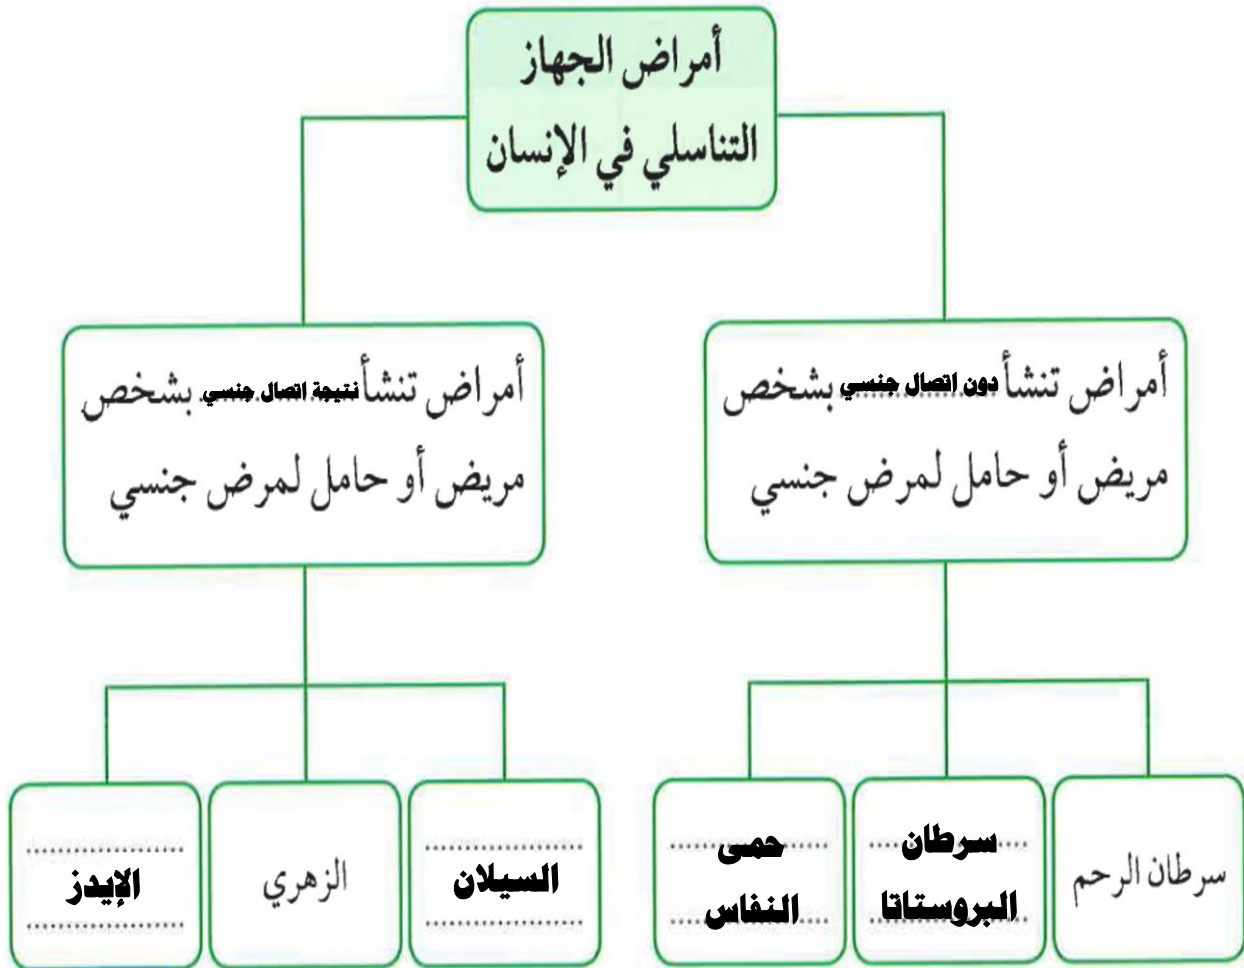 أمراض الجهاز
التناسلي في الإنسان
أمراض تنشأ دون اتصال جنسي بشخص
مريض أو حامل لمرض جنسي
أمراض تنشأ نتيجة اتصال جنسي بشخص
مريض أو حامل لمرض جنسي
سرطان الرحم
سرطان
البروستاتا
حمى
النفاس
السيلان
الزهري
الإيدز